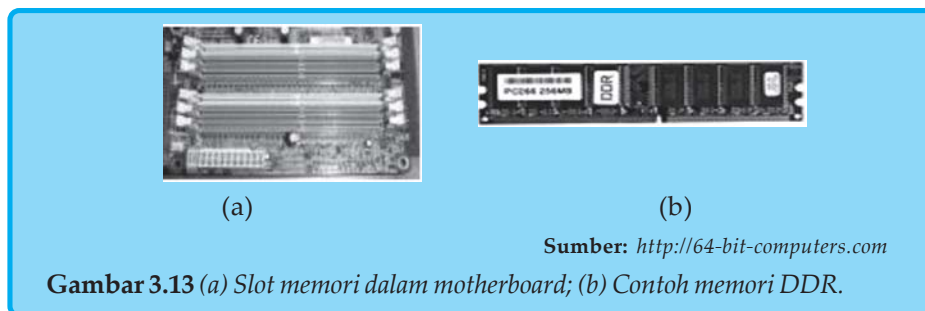 PC266 256MB
DDR
(a)
(b)
Sumber: http://64-bit-computers.com
Gambar 3.13 (a) Slot memori dalam motherboard; (b) Contoh memori DDR.